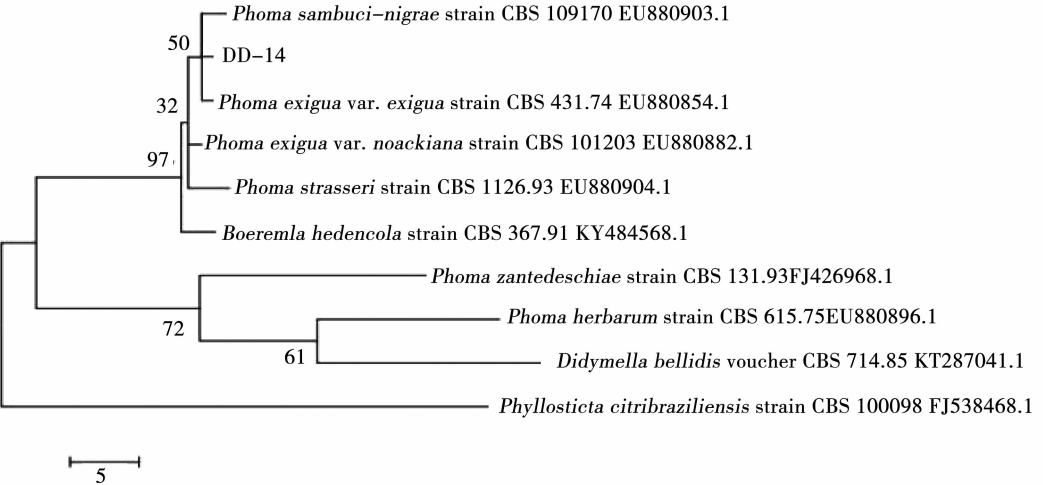 Phoma sambuci–nigrae strain CBS 109170 EU880903.1
50
DD–14
32
Phoma exigua var. exigua strain CBS 431.74 EU880854.1
Phoma exigua var. noackiana strain CBS 101203 EU880882.1
97
Phoma strasseri strain CBS 1126.93 EU880904.1
Boeremla hedencola strain CBS 367.91 KY484568.1
Phoma zantedeschiae strain CBS 131.93FJ426968.1
72
Phoma herbarum strain CBS 615.75EU880896.1
61
Didymella bellidis voucher CBS 714.85 KT287041.1
Phyllosticta citribraziliensis strain CBS 100098 FJ538468.1
5